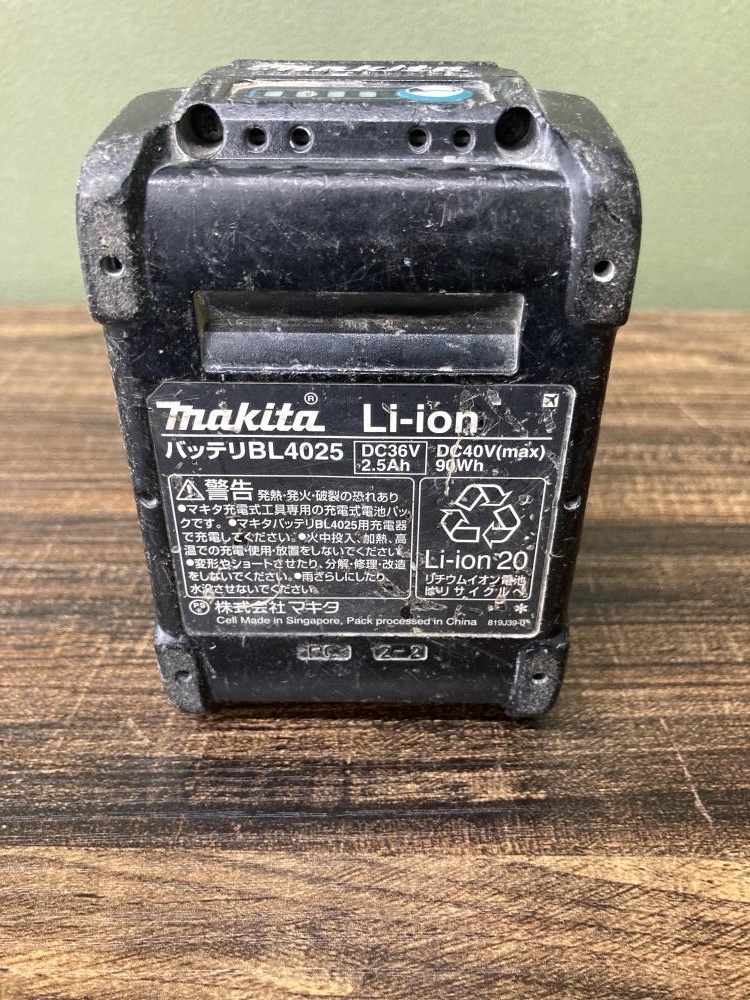 makita
makita® Li-ion
バッテリBL4025 DC36V 2.5Ah DC40V(max) 90Wh
⚠警告 発熱・発火・破裂の恐れあり
●マキタ充電式工具専用の充電式電池パッ
クです。●マキタバッテリBL4025用充電器
で充電してください。●火中投入、加熱、高
温での充電・使用・放置をしないでください。
●変形やショートさせたり、分解・修理・改造
をしないでください。●雨ざらしにしたり、
水没させないでください。
Li-ion 20
リチウムイオン電池
はリサイクルへ
PSE 株式会社マキタ *
Cell Made in Singapore, Pack processed in China 819J39-0
2-2